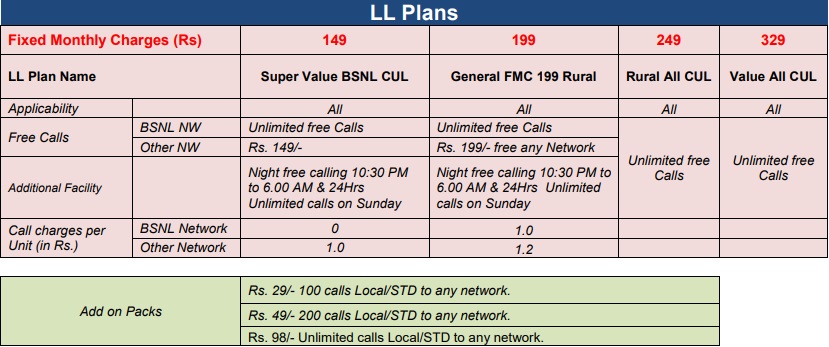 LL Plans
Fixed Monthly Charges (Rs) 149 199 249 329
LL Plan Name Super Value BSNL CUL General FMC 199 Rural Rural All CUL Value All CUL
Applicability All All All All
Free Calls BSNL NW Unlimited free Calls Unlimited free Calls
Other NW Rs. 149/- Rs. 199/- free any Network
Unlimited free Calls Unlimited free Calls
Additional Facility
Night free calling 10:30 PM
to 6.00 AM & 24Hrs
Unlimited calls on Sunday
Night free calling 10:30 PM to
6.00 AM & 24Hrs Unlimited
calls on Sunday
Call charges per
Unit (in Rs.)
BSNL Network 0 1.0
Other Network 1.0 1.2
Add on Packs
Rs. 29/- 100 calls Local/STD to any network.
Rs. 49/- 200 calls Local/STD to any network.
Rs. 98/- Unlimited calls Local/STD to any network.